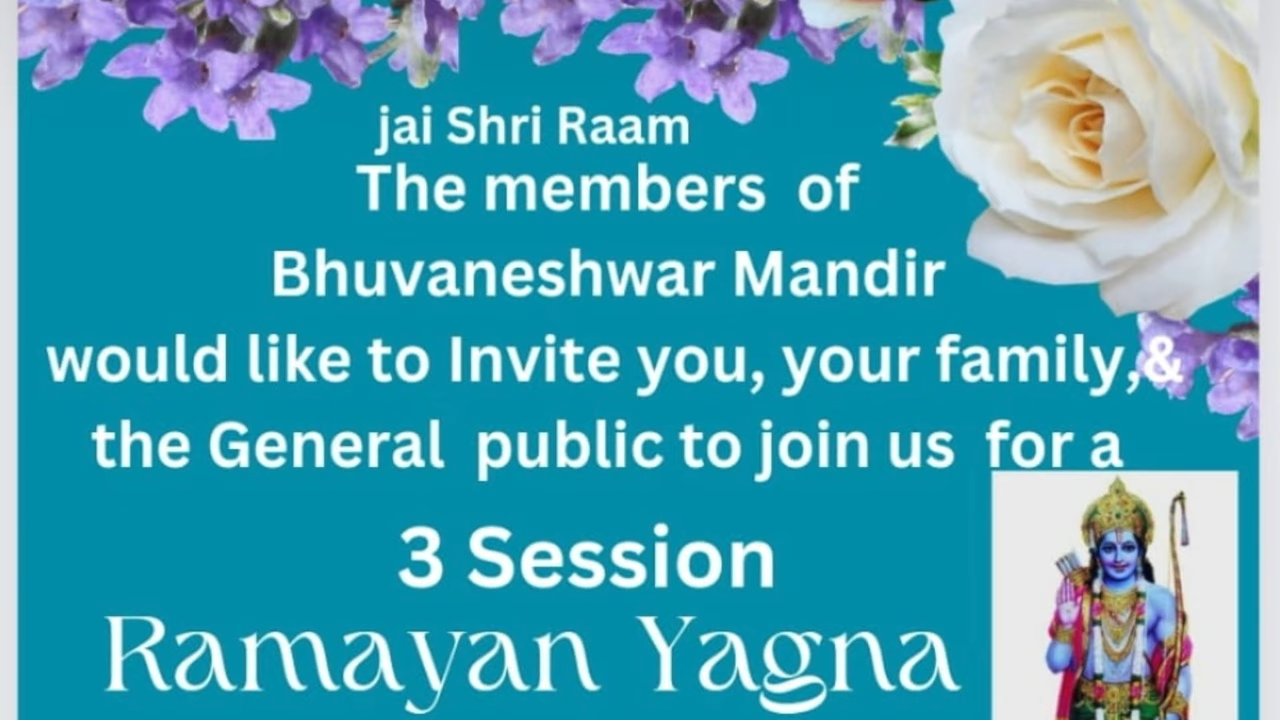 jai Shri Raam
The members of
Bhuvaneshwar Mandir
would like to Invite you, your family,&
the General public to join us for a
3 Session
Ramayan Yagna